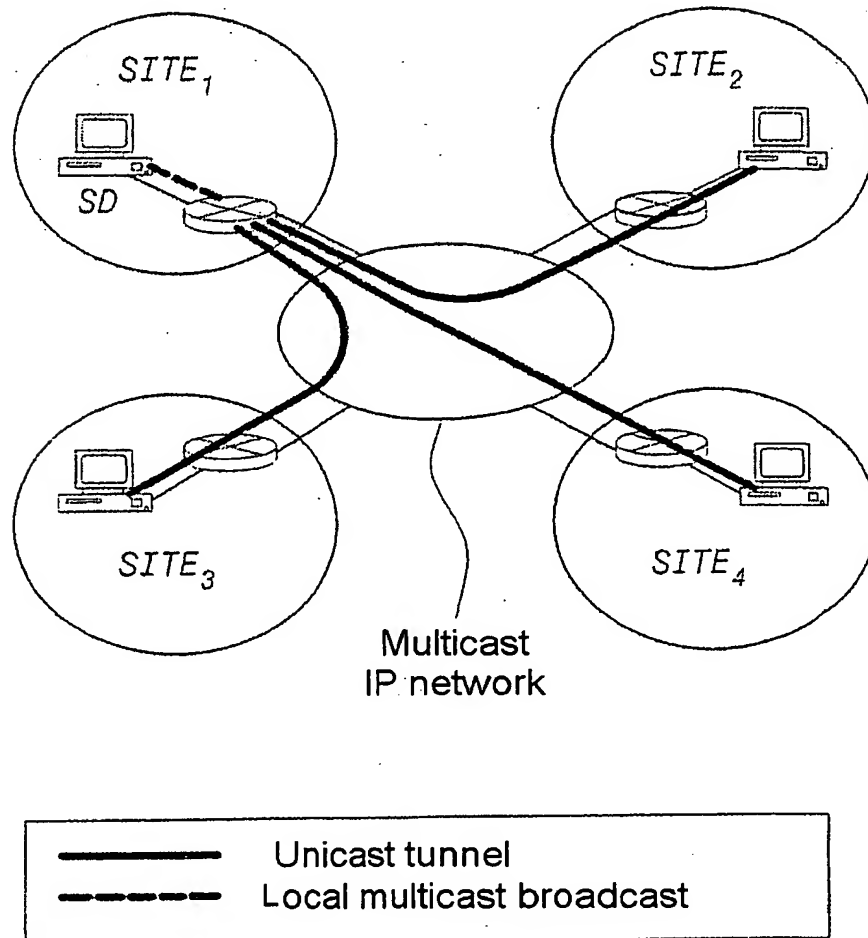 SITE1
SITE2
SD
SITE3
SITE4
Multicast
IP network
Unicast tunnel
Local multicast broadcast